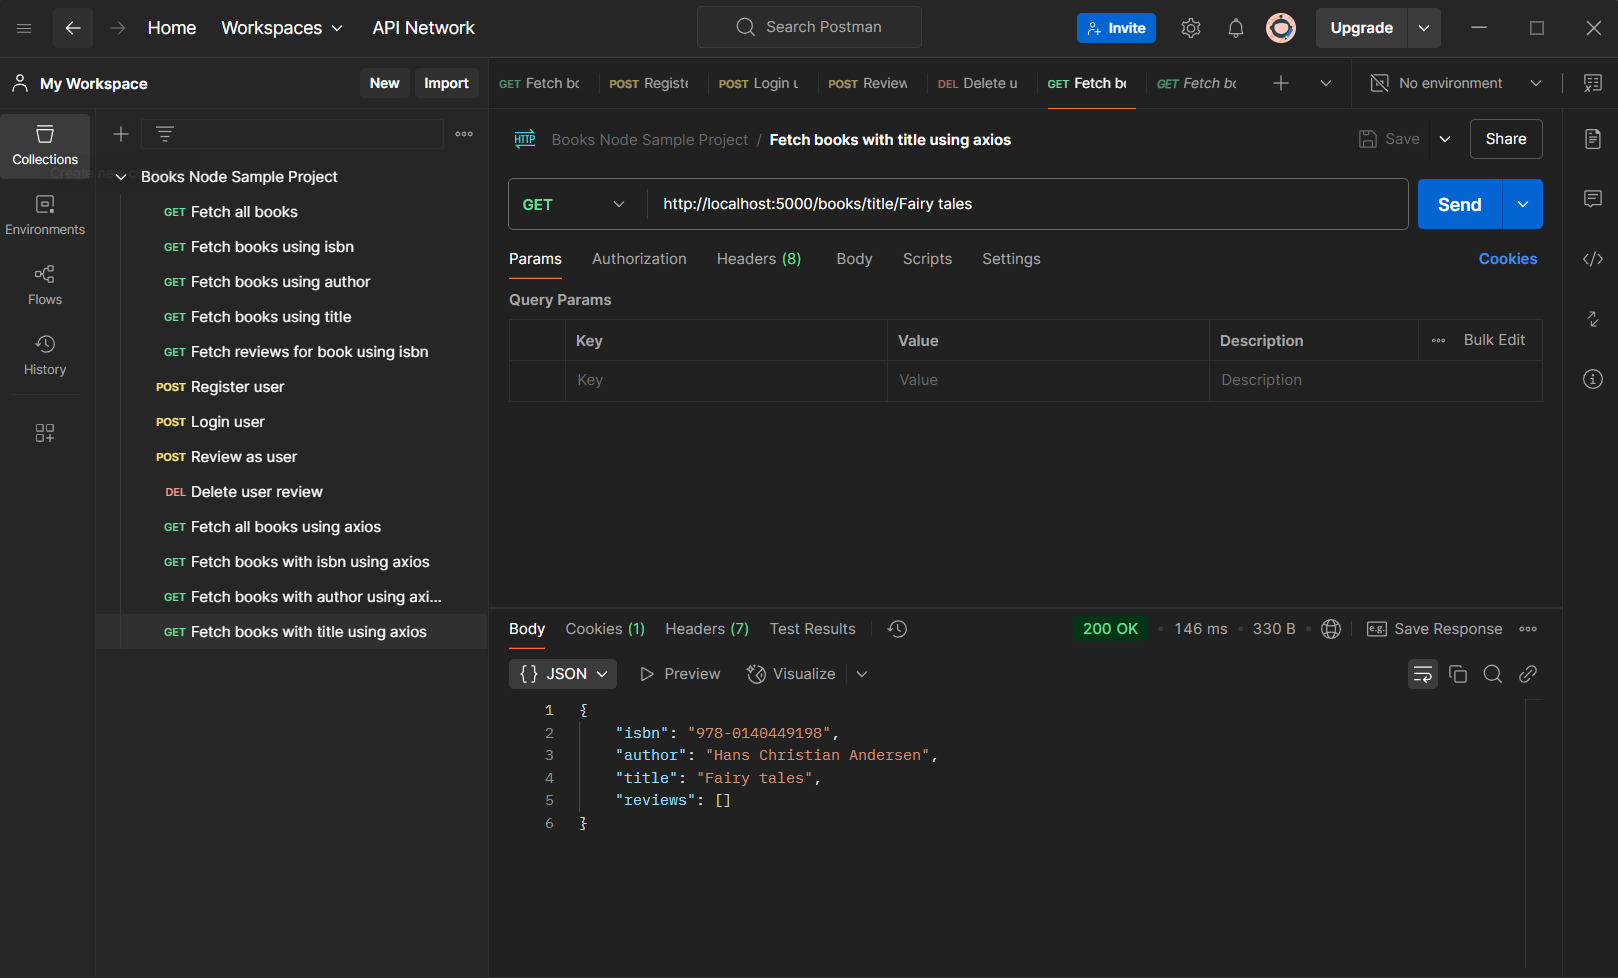 Home
Workspaces
API Network
Search Postman
Invite
Upgrade
My Workspace
New
Import
GET Fetch bo
POST Registe
POST Login u
POST Review
DEL Delete u
GET Fetch bo
GET Fetch bo
No environment
Collections
Environments
Flows
History
Books Node Sample Project
GET Fetch all books
GET Fetch books using isbn
GET Fetch books using author
GET Fetch books using title
GET Fetch reviews for book using isbn
POST Register user
POST Login user
POST Review as user
DEL Delete user review
GET Fetch all books using axios
GET Fetch books with isbn using axios
GET Fetch books with author using axi...
GET Fetch books with title using axios
HTTP
Books Node Sample Project / Fetch books with title using axios
Save
Share
GET
http://localhost:5000/books/title/Fairy tales
Send
Params
Authorization
Headers (8)
Body
Scripts
Settings
Cookies
Query Params
Key
Value
Description
Bulk Edit
Key
Value
Description
Body
Cookies (1)
Headers (7)
Test Results
200 OK
146 ms
330 B
e.g.
Save Response
{} JSON
Preview
Visualize
1 {
2 "isbn": "978-0140449198",
3 "author": "Hans Christian Andersen",
4 "title": "Fairy tales",
5 "reviews": []
6 }